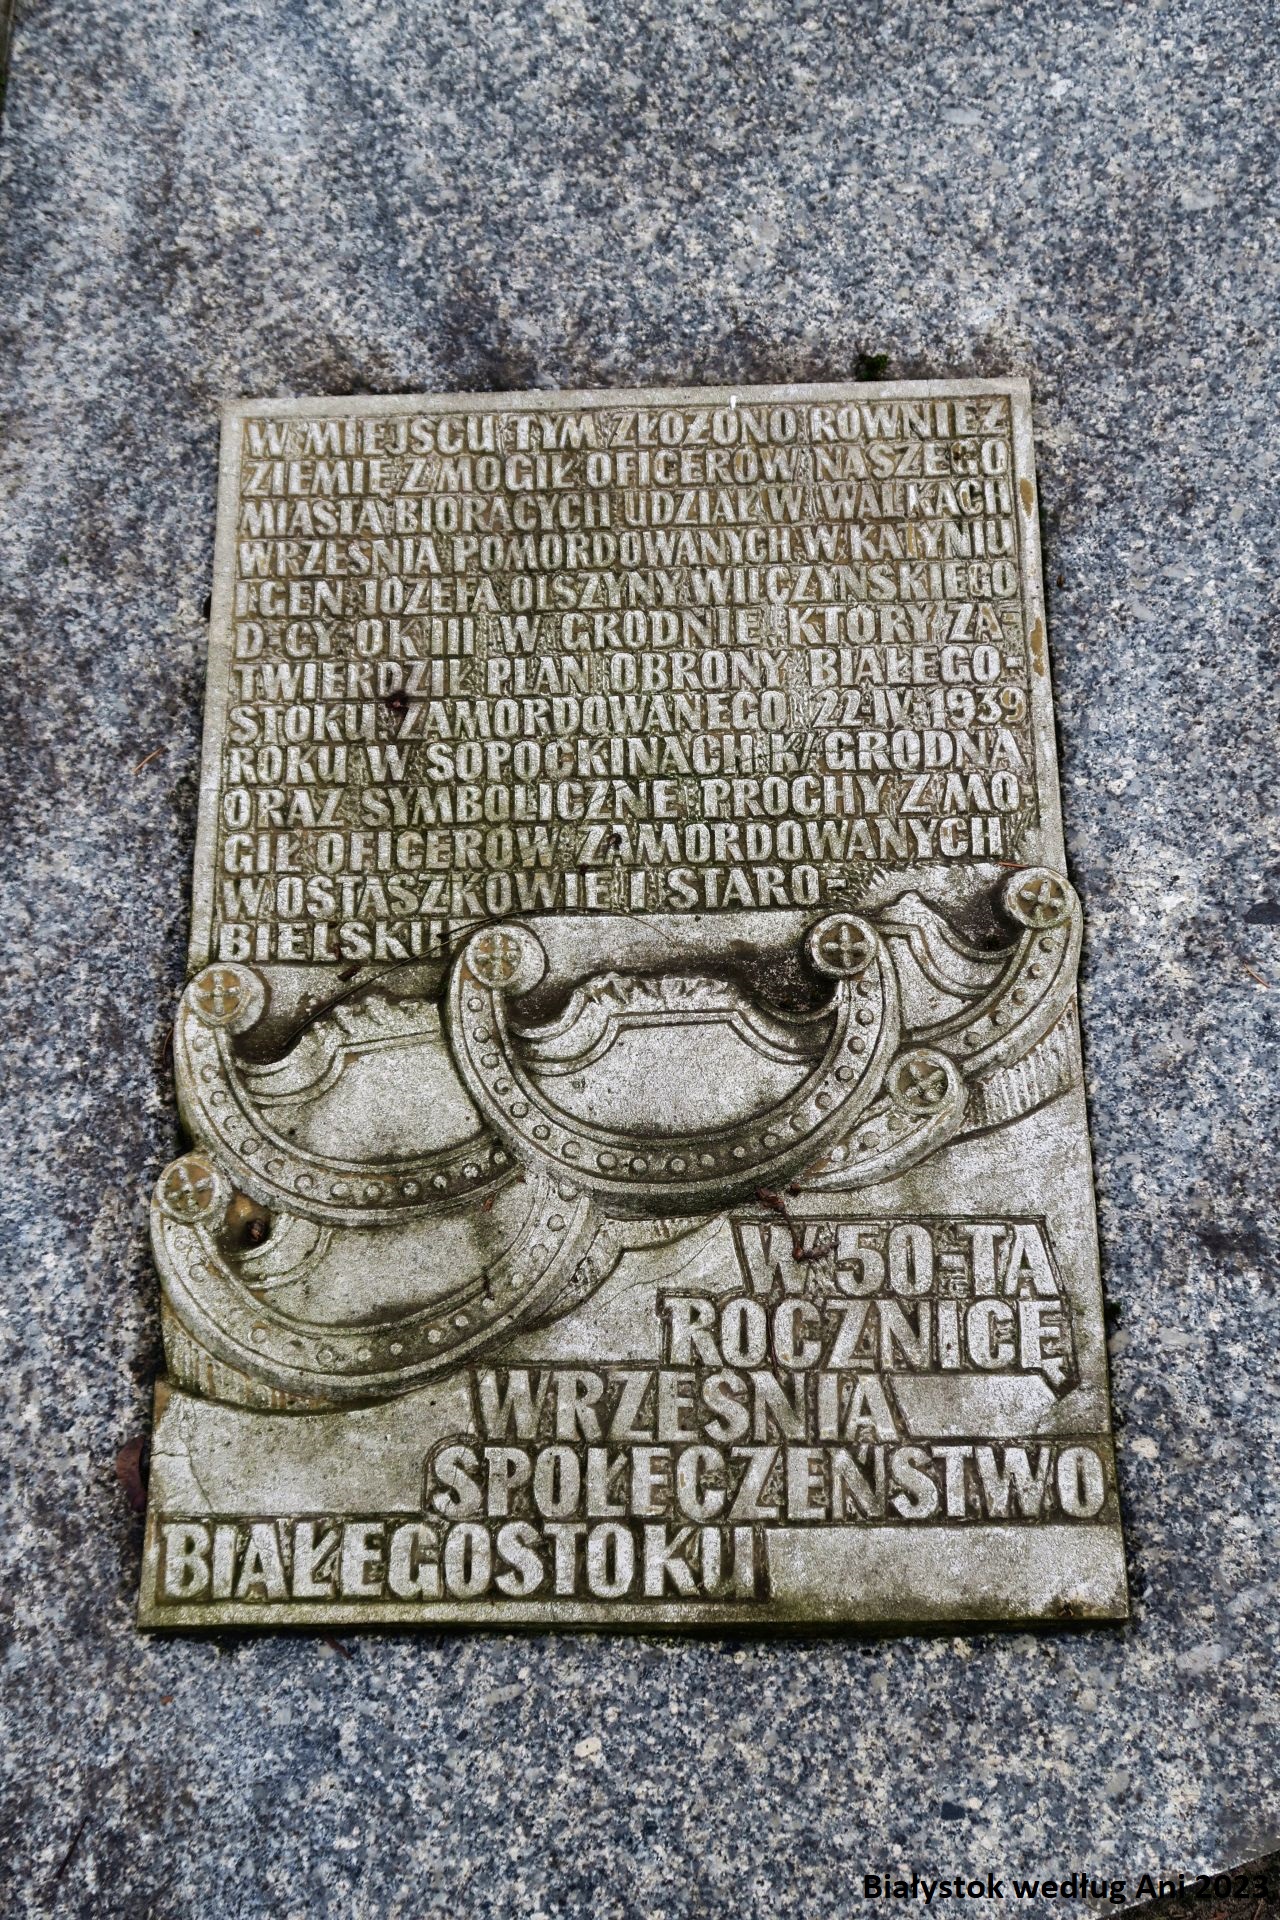 W MIEJSCU TYM ZŁOŻONO RÓWNIEŻ
ZIEMIĘ Z MOGIŁ OFICERÓW NASZEGO
MIASTA BIORĄCYCH UDZIAŁ W WALKACH
WRZEŚNIA POMORDOWANYCH W KATYNIU
I GEN. JÓZEFA OLSZYNY WILCZYŃSKIEGO
D-CY OK III W GRODNIE KTÓRY ZA-
TWIERDZIŁ PLAN OBRONY BIAŁEGO-
STOKU ZAMORDOWANEGO 22 IV 1939
ROKU W SOPOĆKINACH K/GRODNA
ORAZ SYMBOLICZNE PROCHY Z MO
GIŁ OFICERÓW ZAMORDOWANYCH
W OSTASZKOWIE I STARO-
BIELSKU
W 50-TĄ
ROCZNICĘ
WRZEŚNIA
SPOŁECZEŃSTWO
BIAŁEGOSTOKU
Białystok według Ani 2023